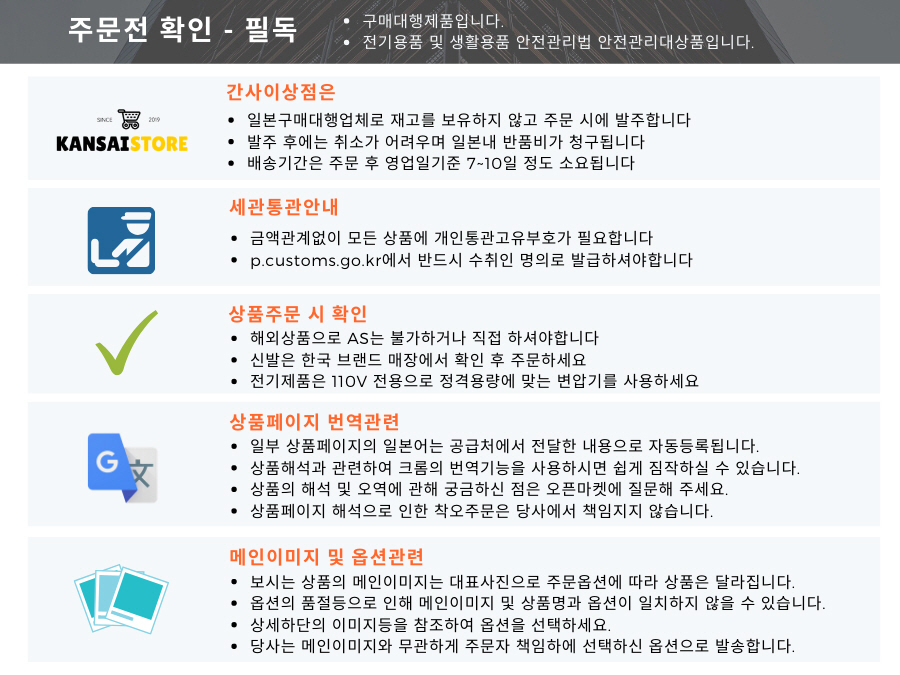 주문전 확인 - 필독
• 구매대행제품입니다.
• 전기용품 및 생활용품 안전관리법 안전관리대상품입니다.
SINCE 2019
KANSAISTORE
간사이상점은
• 일본구매대행업체로 재고를 보유하지 않고 주문 시에 발주합니다
• 발주 후에는 취소가 어려우며 일본내 반품비가 청구됩니다
• 배송기간은 주문 후 영업일기준 7~10일 정도 소요됩니다
세관통관안내
• 금액관계없이 모든 상품에 개인통관고유부호가 필요합니다
• p.customs.go.kr에서 반드시 수취인 명의로 발급하셔야합니다
상품주문 시 확인
• 해외상품으로 AS는 불가하거나 직접 하셔야합니다
• 신발은 한국 브랜드 매장에서 확인 후 주문하세요
• 전기제품은 110V 전용으로 정격용량에 맞는 변압기를 사용하세요
G 文
상품페이지 번역관련
• 일부 상품페이지의 일본어는 공급처에서 전달한 내용으로 자동등록됩니다.
• 상품해석과 관련하여 크롬의 번역기능을 사용하시면 쉽게 짐작하실 수 있습니다.
• 상품의 해석 및 오역에 관해 궁금하신 점은 오픈마켓에 질문해 주세요.
• 상품페이지 해석으로 인한 착오주문은 당사에서 책임지지 않습니다.
메인이미지 및 옵션관련
• 보시는 상품의 메인이미지는 대표사진으로 주문옵션에 따라 상품은 달라집니다.
• 옵션의 품절등으로 인해 메인이미지 및 상품명과 옵션이 일치하지 않을 수 있습니다.
• 상세하단의 이미지등을 참조하여 옵션을 선택하세요.
• 당사는 메인이미지와 무관하게 주문자 책임하에 선택하신 옵션으로 발송합니다.